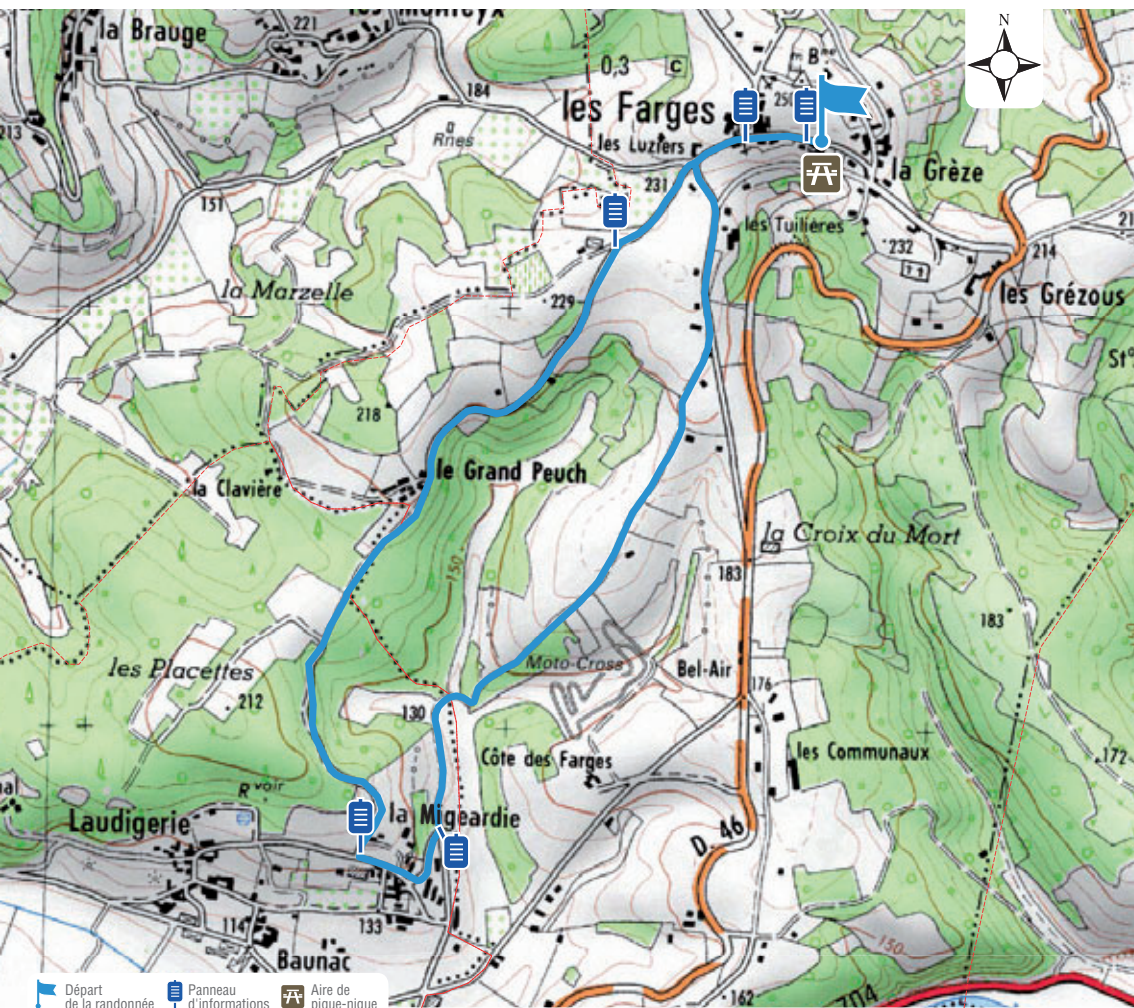 la Brauge
221
N
0,3
C
184
250
les Farges
213
les Luziers
la Grèze
231
151
les Tuilières
232
214
la Marzelle
229
les Grézous
218
la Clavière
le Grand Peuch
150
la Croix du Mort
183
183
les Placettes
Moto-Cross
Bel-Air
212
176
130
Côte des Farges
les Communaux
172
R voir
Laudigerie
la Migeardie
D 46
114
133
150
Baunac
162
Départ
de la randonnée
Panneau
d'informations
Aire de
pique-nique